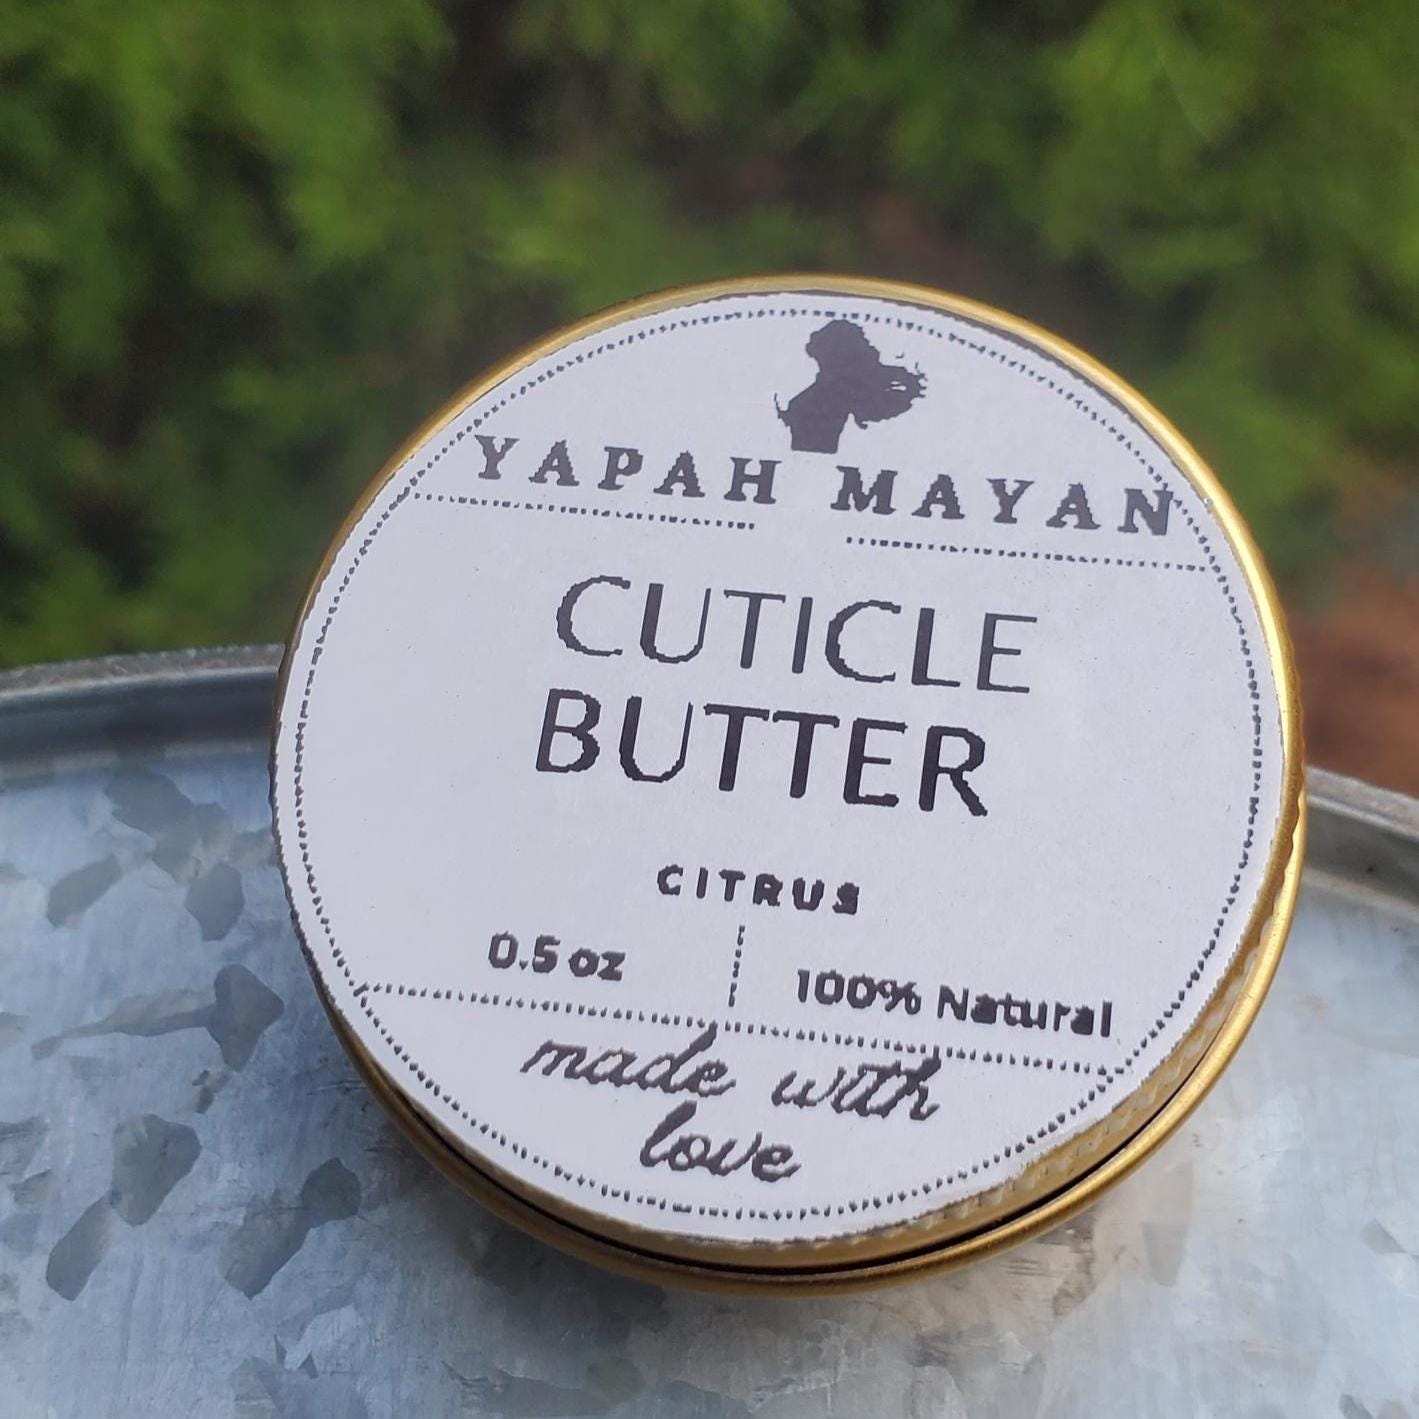 YAPAH MAYAN
CUTICLE
BUTTER
CITRUS
0.5 oz
100% Natural
made with
love